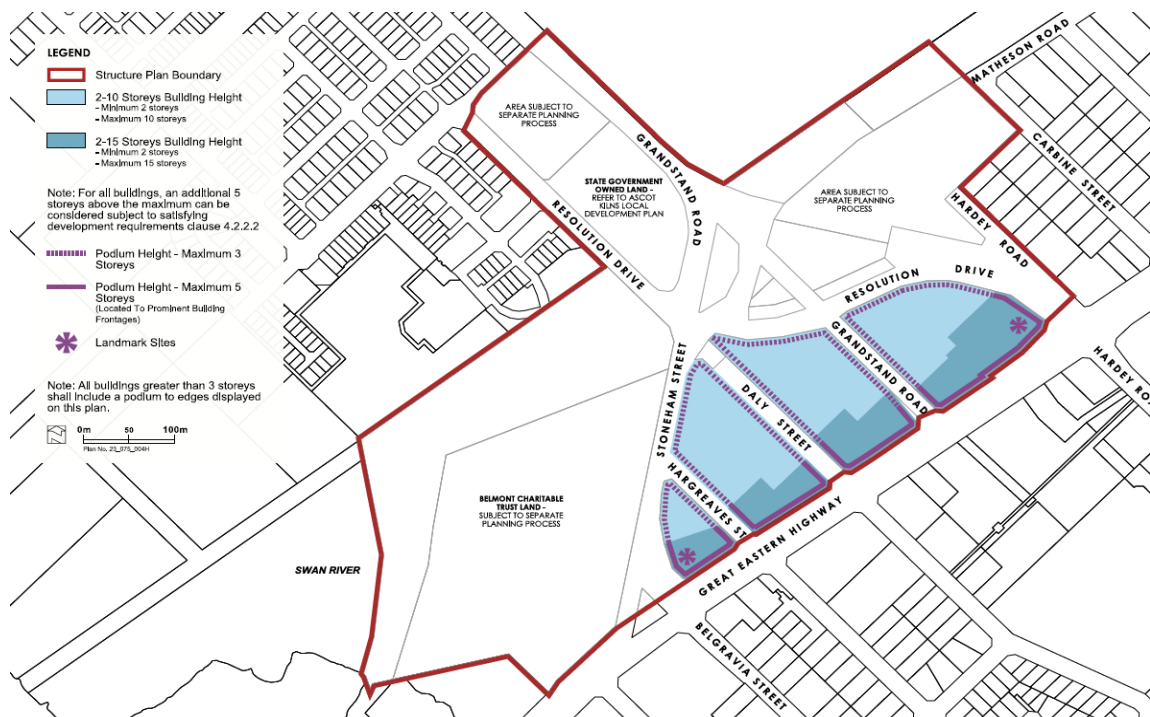 LEGEND
Structure Plan Boundary
2-10 Storeys Building Height
- Minimum 2 storeys
- Maximum 10 storeys
2-15 Storeys Building Height
- Minimum 2 storeys
- Maximum 15 storeys
Note: For all buildings, an additional 5
storeys above the maximum can be
considered subject to satisfying
development requirements clause 4.2.2.2
Podium Height - Maximum 3
Storeys
Podium Height - Maximum 5
Storeys
(Located To Prominent Building
Frontages)
Landmark Sites
Note: All buildings greater than 3 storeys
shall include a podium to edges displayed
on this plan.
0m 50 100m
Plan No. 23_075_004H
AREA SUBJECT TO
SEPARATE PLANNING
PROCESS
GRANDSTAND ROAD
STATE GOVERNMENT
OWNED LAND -
REFER TO ASCOT
KILNS LOCAL
DEVELOPMENT PLAN
RESOLUTION DRIVE
AREA SUBJECT TO
SEPARATE PLANNING
PROCESS
MATHESON ROAD
CARBINE STREET
HARDEY ROAD
RESOLUTION DRIVE
GRANDSTAND ROAD
DALY STREET
STONEHAM STREET
HARGREAVES ST
HARDEY RO
GREAT EASTERN HIGHWAY
BELGRAVIA STREET
BELMONT CHARITABLE
TRUST LAND -
SUBJECT TO SEPARATE
PLANNING PROCESS
SWAN RIVER